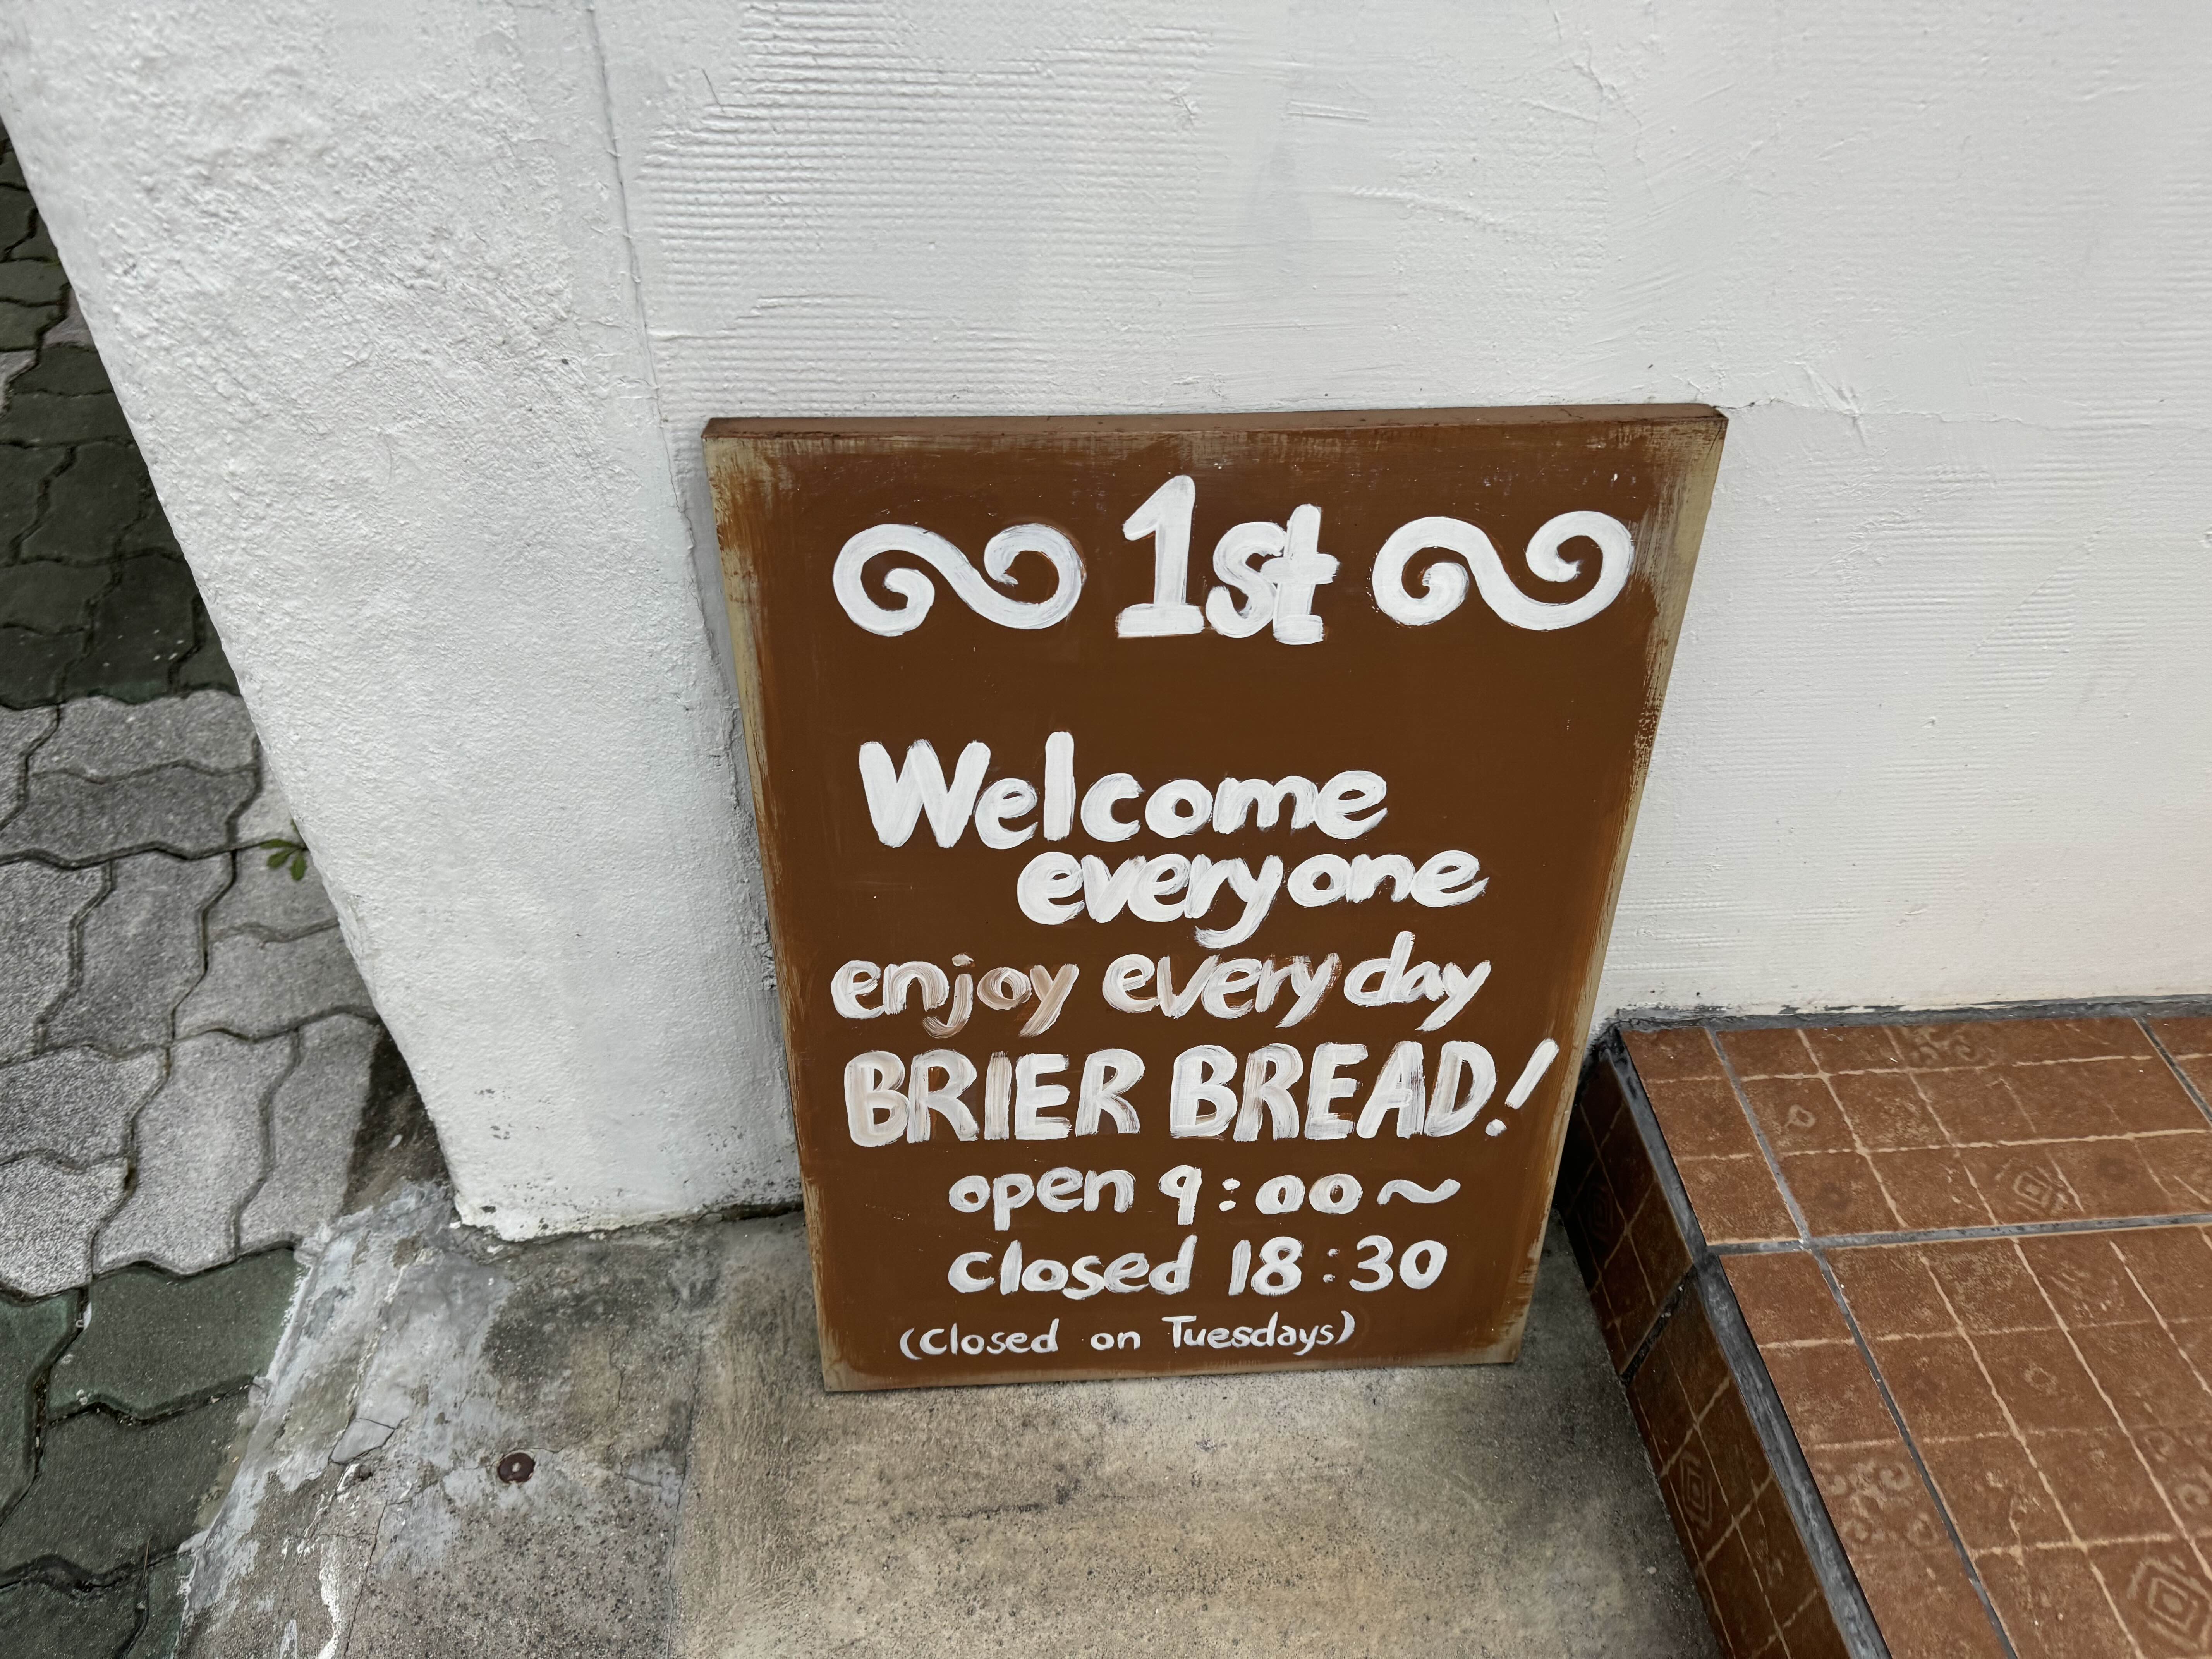 1st
Welcome
everyone
enjoy every day
BRIER BREAD!
open 9:00~
closed 18:30
(Closed on Tuesdays)